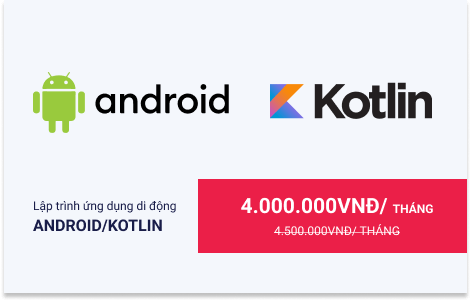 android
Kotlin
Lập trình ứng dụng di động
ANDROID/KOTLIN
4.000.000VNĐ/ THÁNG
4.500.000VNĐ/ THÁNG